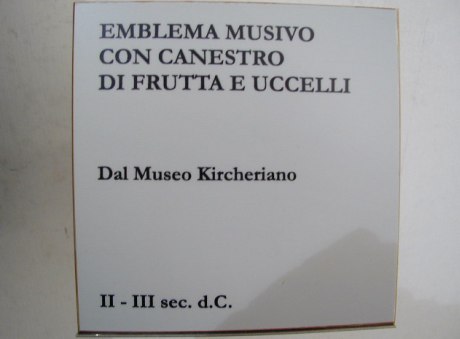 EMBLEMA MUSIVO
CON CANESTRO
DI FRUTTA E UCCELLI
Dal Museo Kircheriano
II - III sec. d.C.